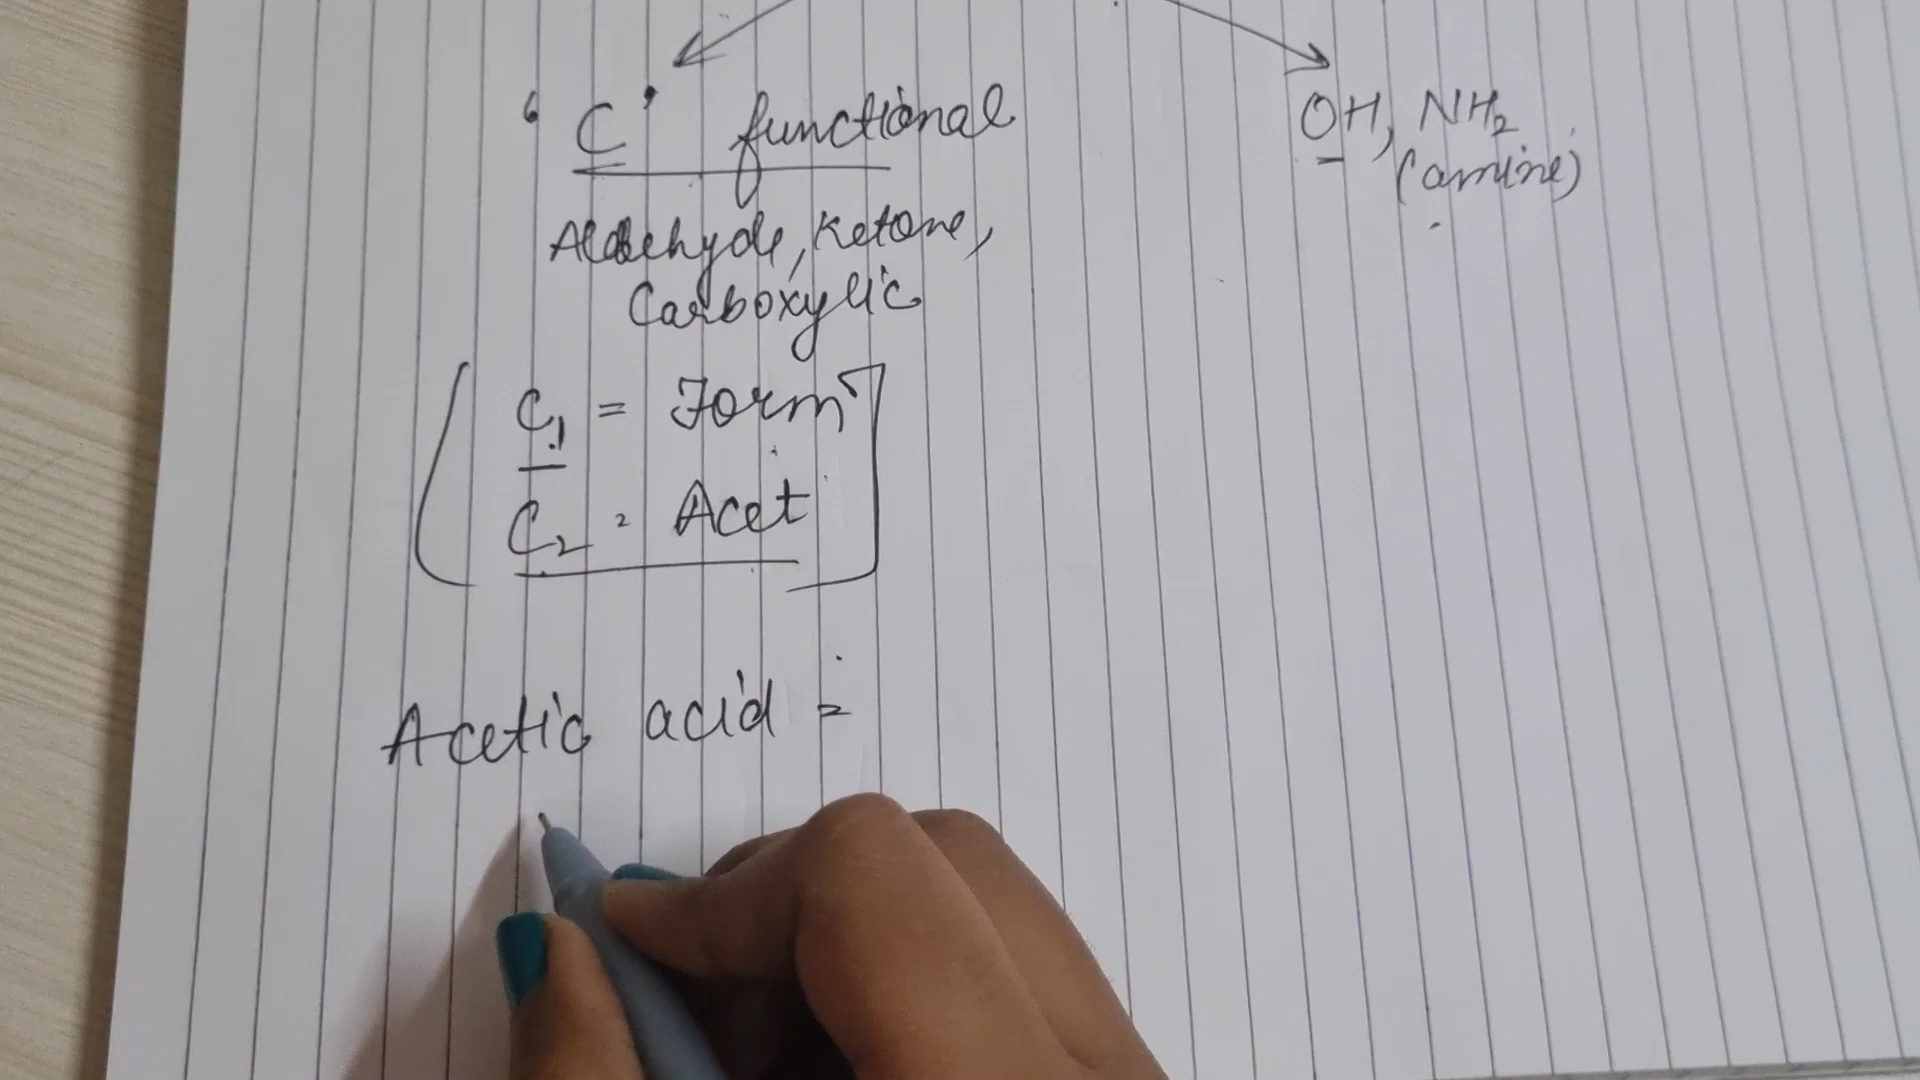 'C' functional
Aldehyde, Ketone,
Carboxylic
C1 = Form
C2 = Acet
Acetic acid =
OH, NH2
(amine)